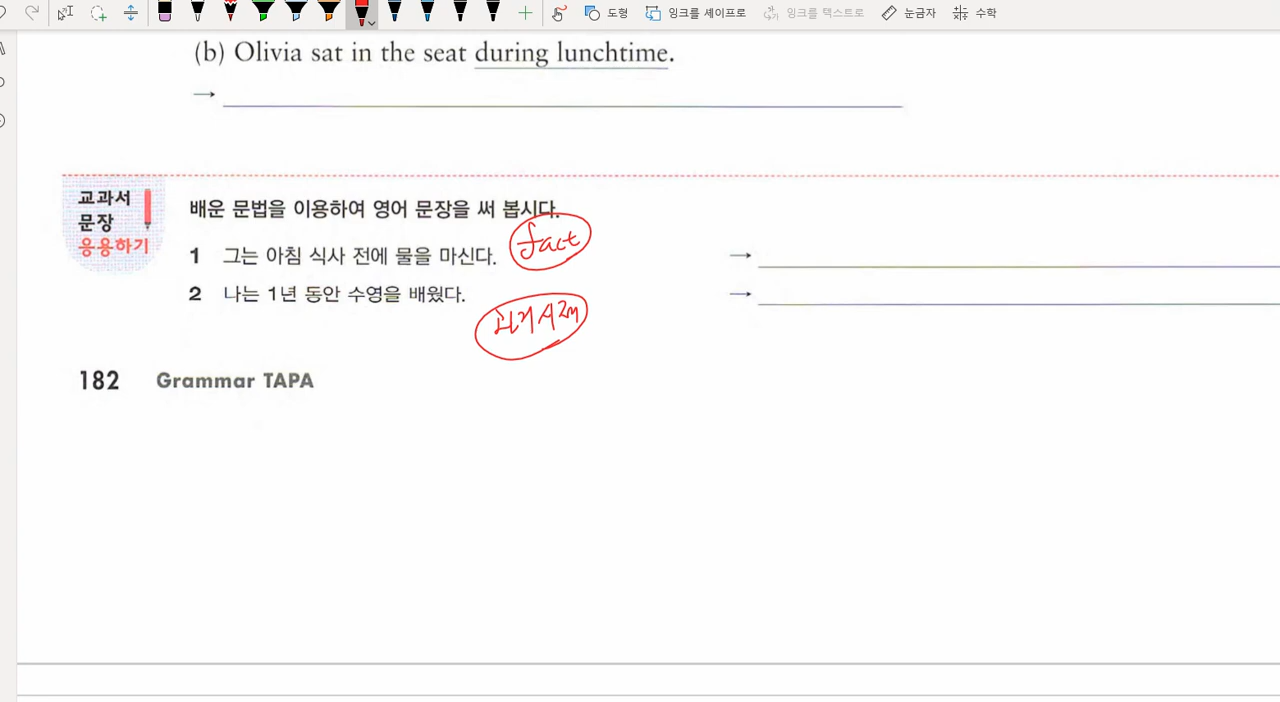 도형 잉크를 셰이프로 잉크를 텍스트로 눈금자 수학
(b) Olivia sat in the seat during lunchtime.
→
교과서
문장
응용하기
배운 문법을 이용하여 영어 문장을 써 봅시다.
1 그는 아침 식사 전에 물을 마신다. fact →
2 나는 1년 동안 수영을 배웠다. →
과거시제
182 Grammar TAPA